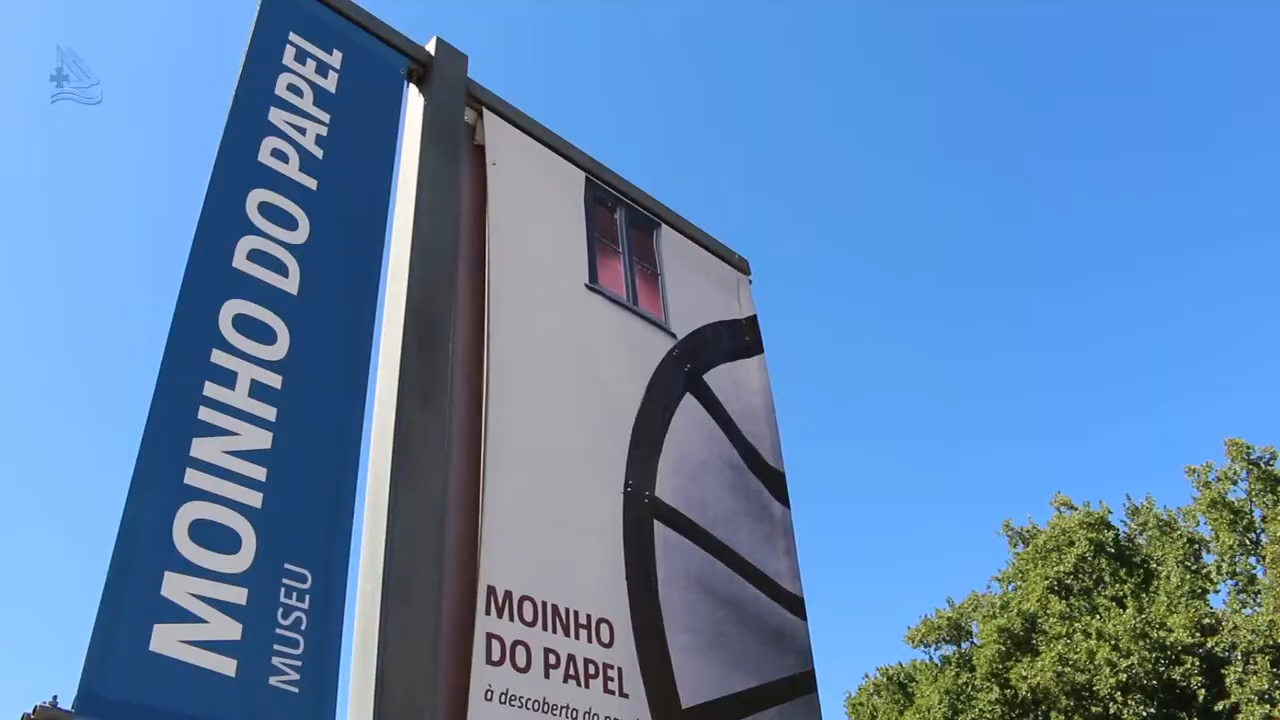 MOINHO DO PAPEL
MUSEU
MOINHO
DO PAPEL
à descoberta do